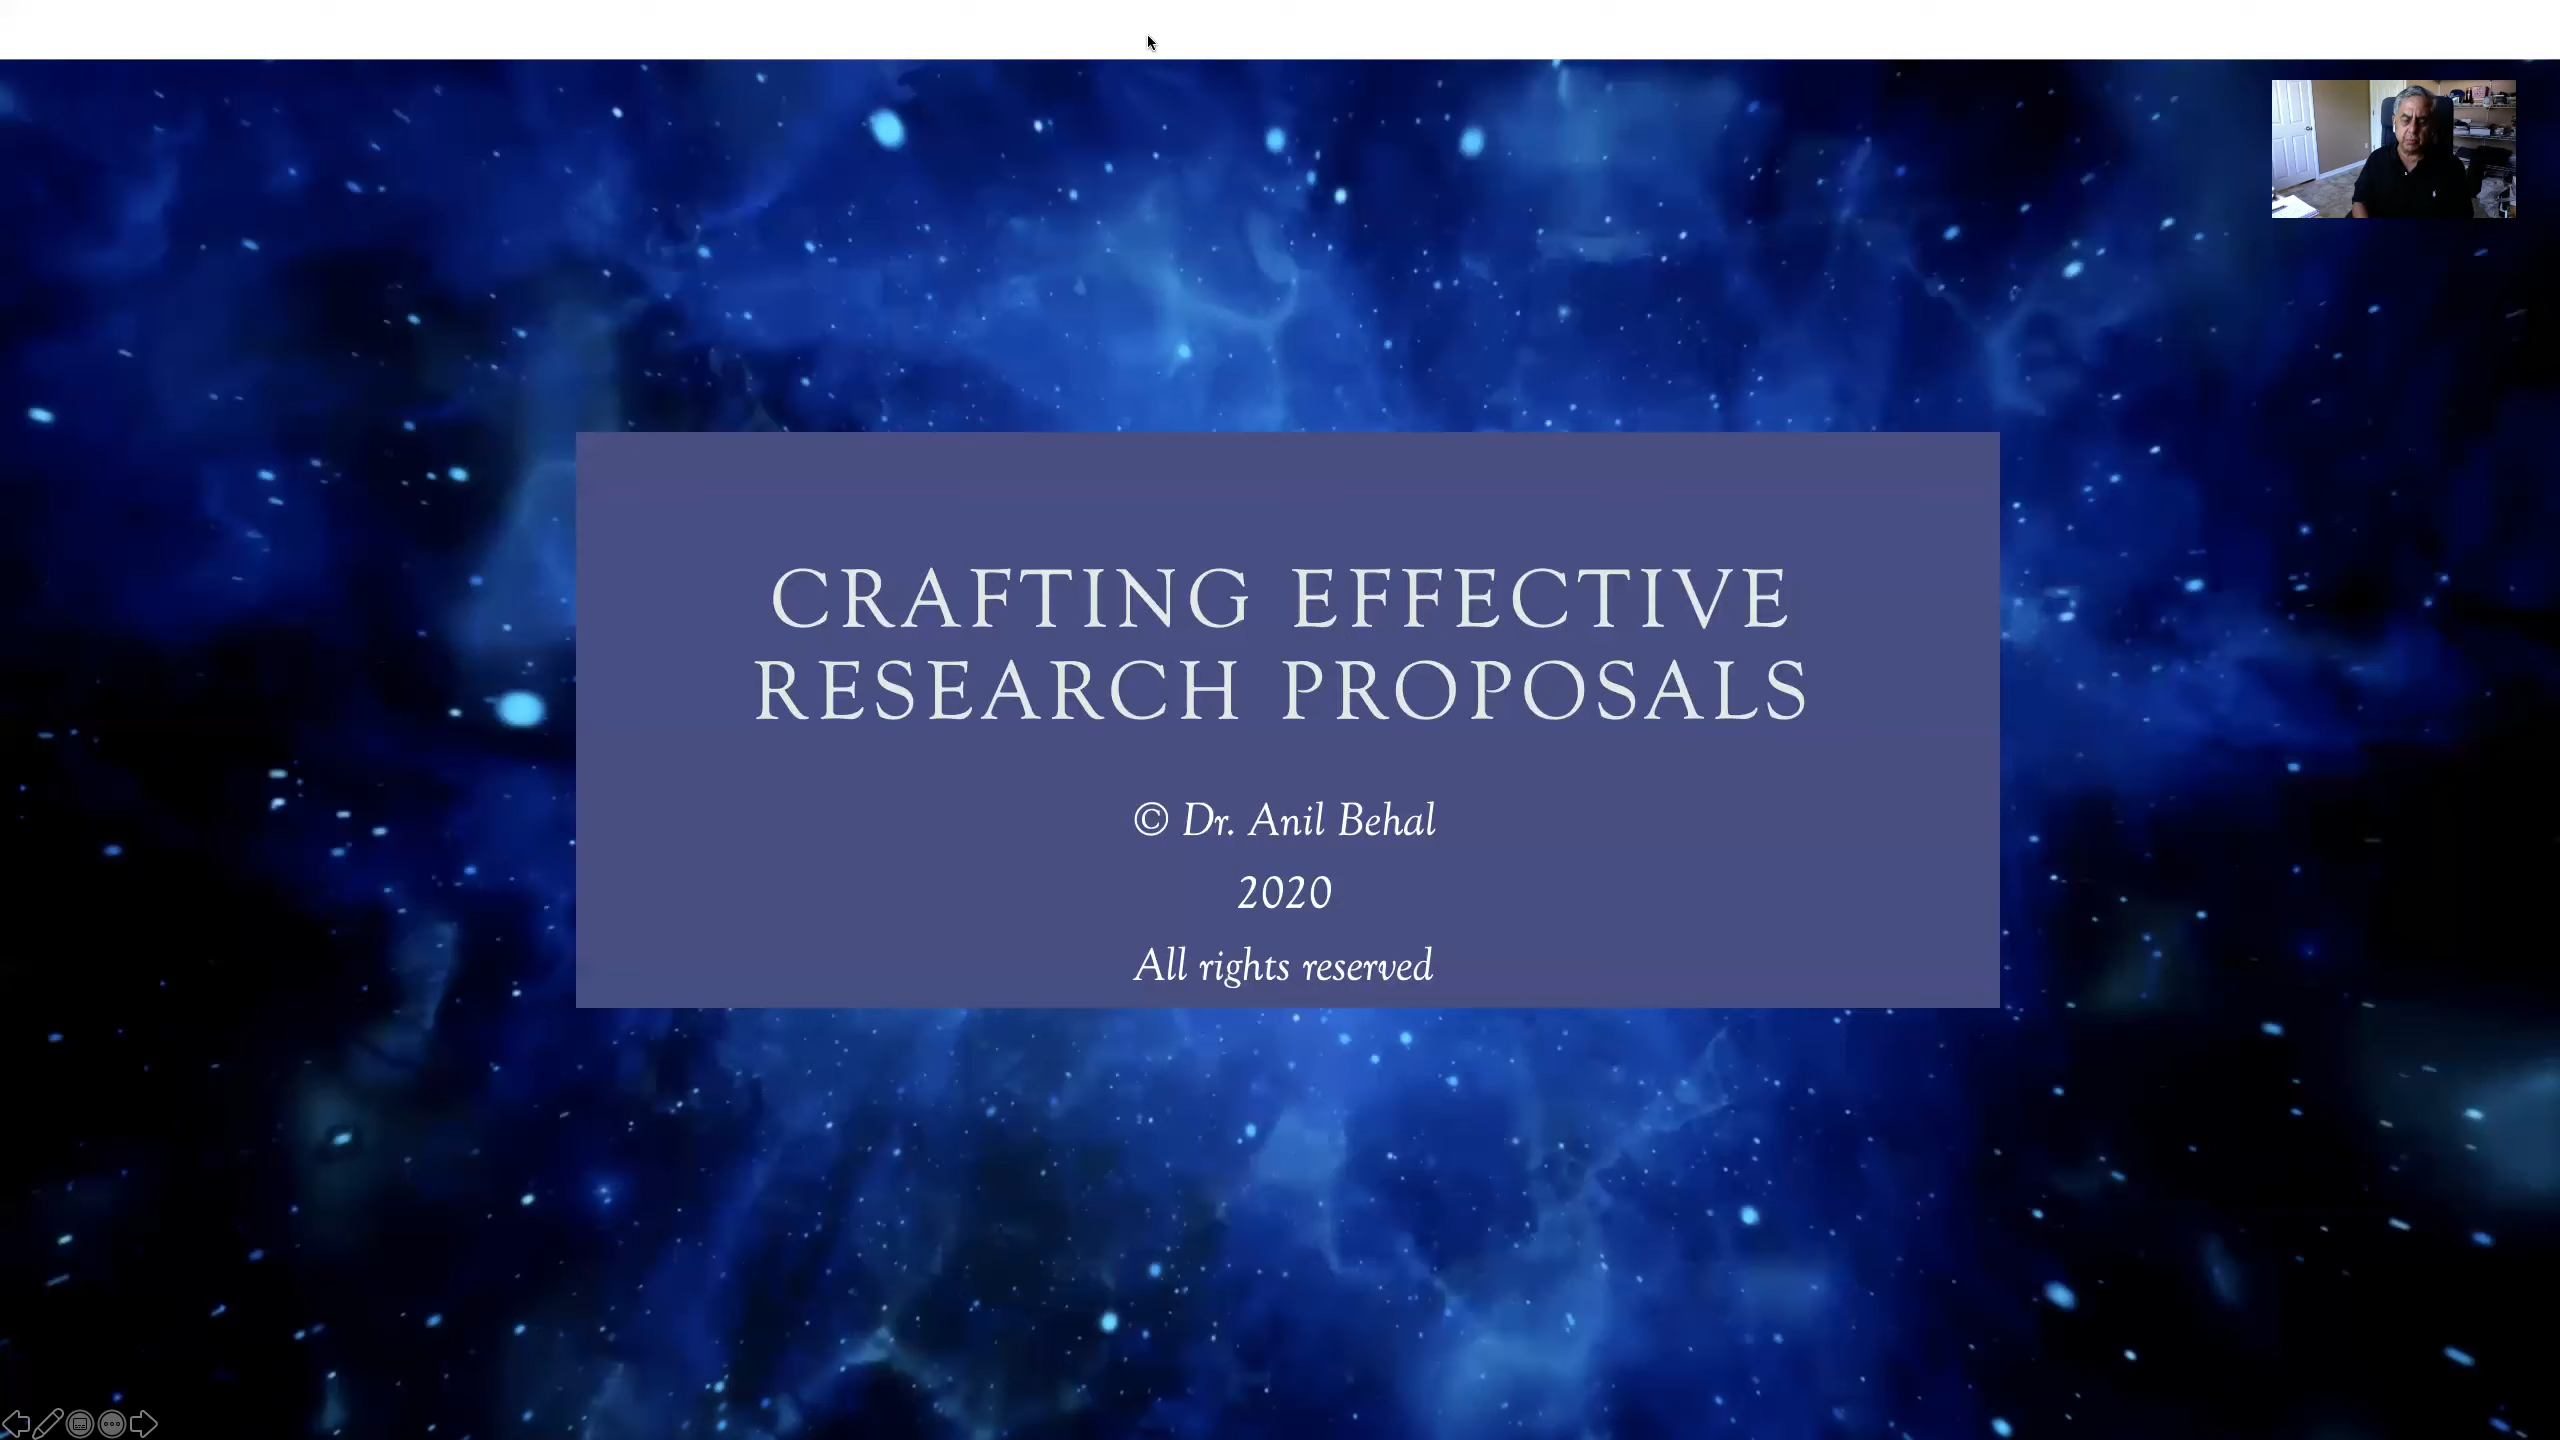 CRAFTING EFFECTIVE
RESEARCH PROPOSALS
© Dr. Anil Behal
2020
All rights reserved